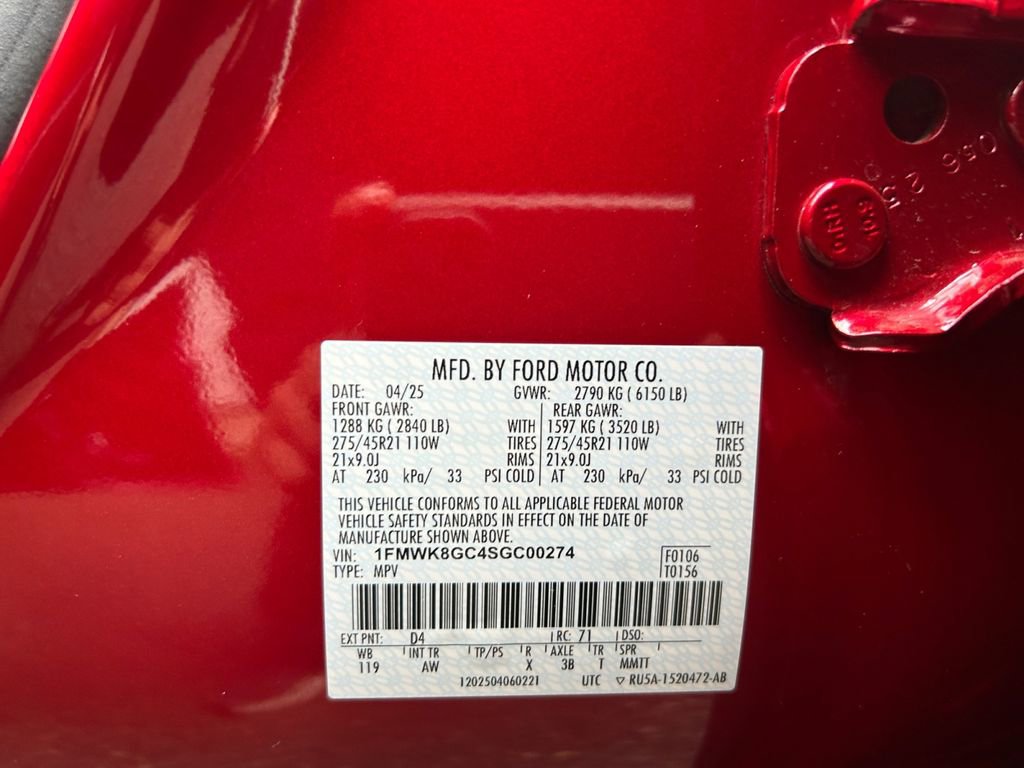 056 25
MFD. BY FORD MOTOR CO.
DATE: 04/25 GVWR: 2790 KG ( 6150 LB)
FRONT GAWR: REAR GAWR:
1288 KG ( 2840 LB) WITH 1597 KG ( 3520 LB) WITH
275/45R21 110W TIRES 275/45R21 110W TIRES
21x9.0J RIMS 21x9.0J RIMS
AT 230 kPa/ 33 PSI COLD AT 230 kPa/ 33 PSI COLD
THIS VEHICLE CONFORMS TO ALL APPLICABLE FEDERAL MOTOR
VEHICLE SAFETY STANDARDS IN EFFECT ON THE DATE OF
MANUFACTURE SHOWN ABOVE.
VIN: 1FMWK8GC4SGC00274 F0106
TYPE: MPV T0156
EXT PNT: D4 RC: 71 DSO:
WB INT TR TP/PS R AXLE TR SPR
119 AW X 3B T MMTT
1202504060221 UTC ▽ RU5A-1520472-AB